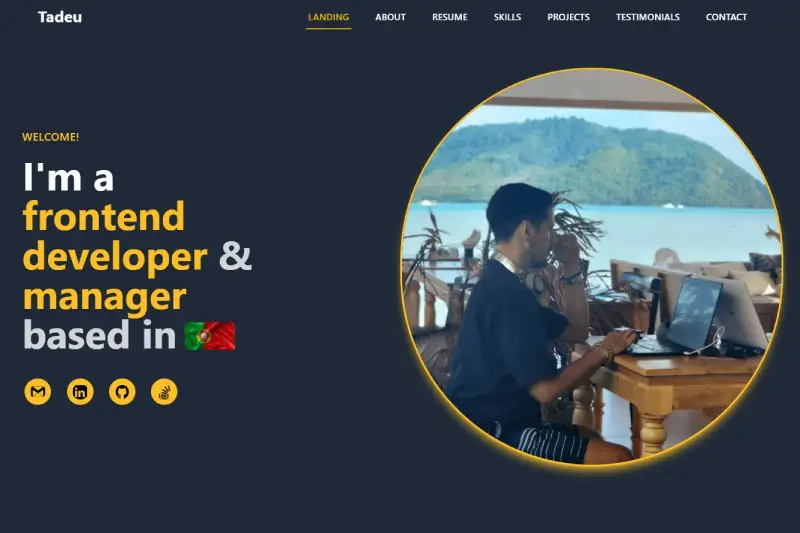 Tadeu
LANDING ABOUT RESUME SKILLS PROJECTS TESTIMONIALS CONTACT
WELCOME!
I'm a
frontend
developer &
manager
based in